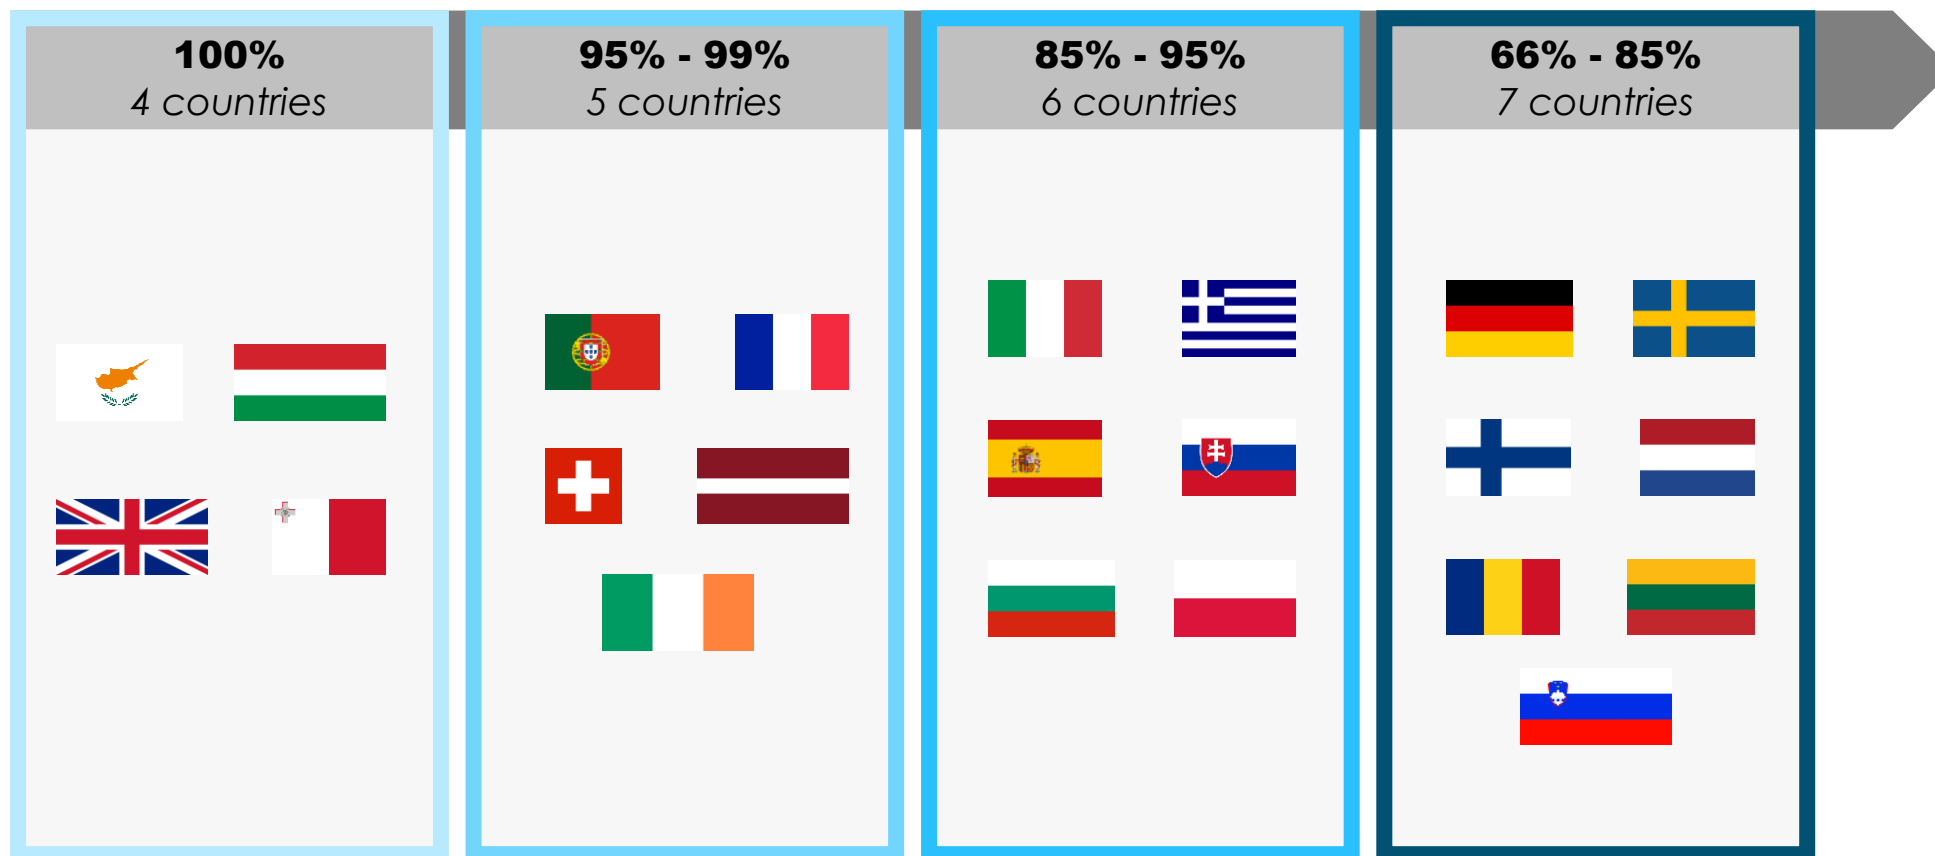 100%
4 countries
95% - 99%
5 countries
85% - 95%
6 countries
66% - 85%
7 countries